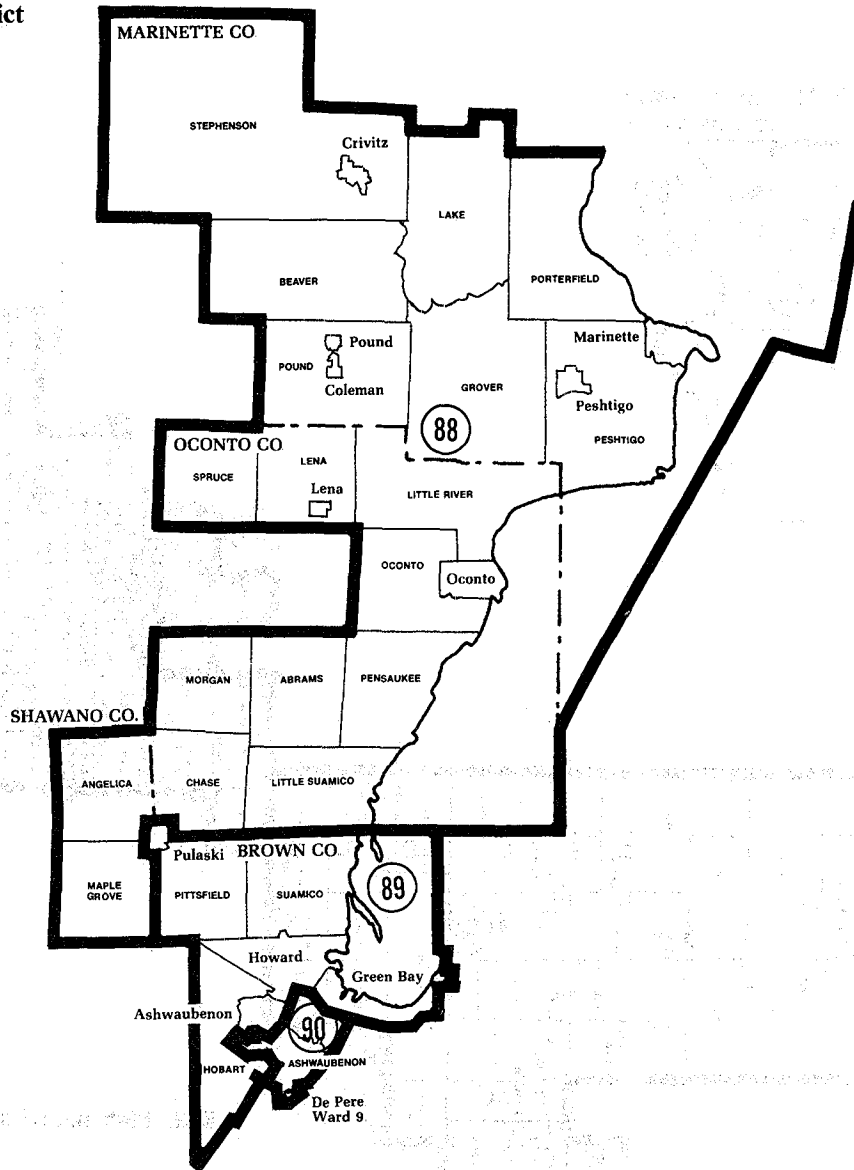 ict
MARINETTE CO.
STEPHENSON
Crivitz
LAKE
BEAVER
PORTERFIELD
Pound
POUND
Coleman
Marinette
GROVER
Peshtigo
PESHTIGO
88
OCONTO CO.
SPRUCE
LENA
Lena
LITTLE RIVER
OCONTO
Oconto
MORGAN
ABRAMS
PENSAUKEE
SHAWANO CO.
ANGELICA
CHASE
LITTLE SUAMICO
Pulaski
BROWN CO.
MAPLE
GROVE
PITTSFIELD
SUAMICO
89
Howard
Green Bay
Ashwaubenon
90
HOBART
ASHWAUBENON
De Pere
Ward 9